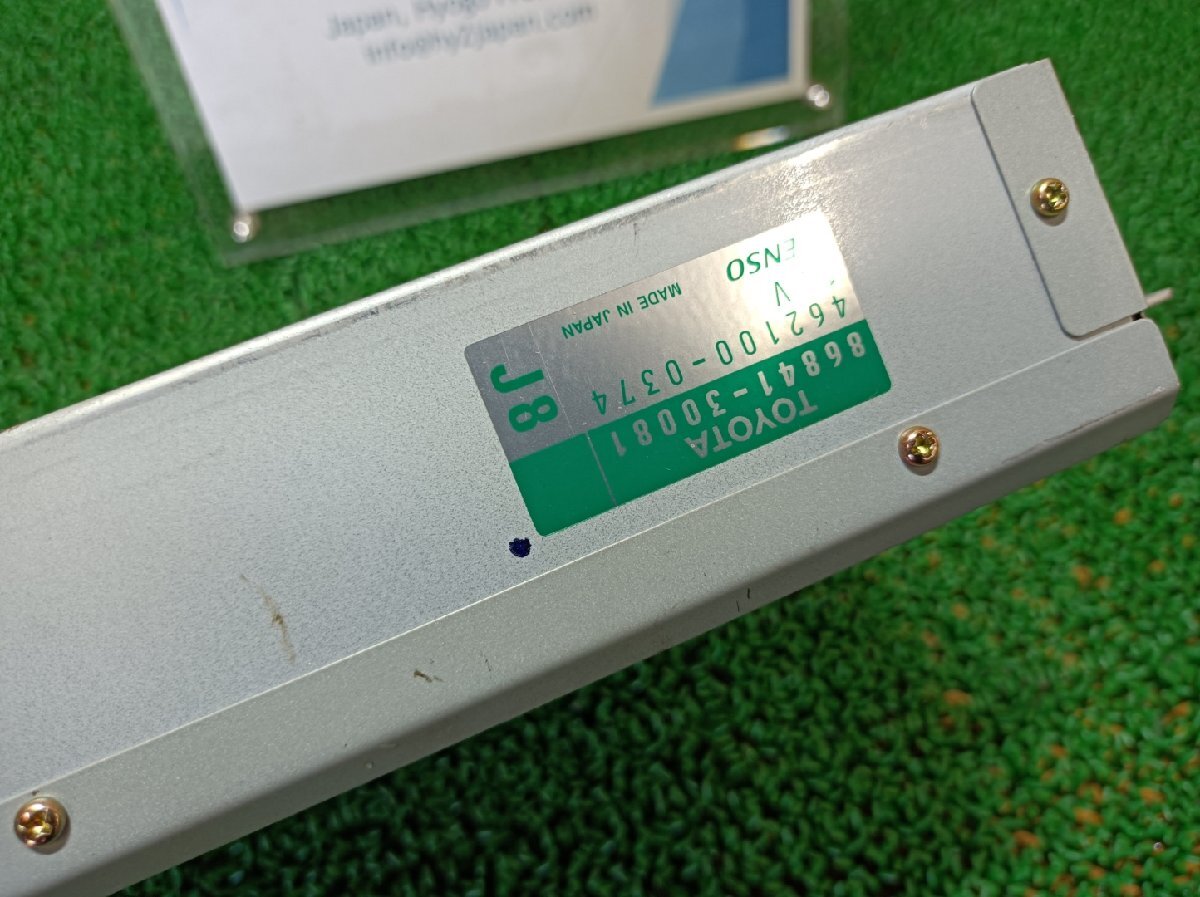 Japan, Hyogo
info@hy2japan.com
TOYOTA
86841-30081
462100-0374
V
ENSO
MADE IN JAPAN
J8